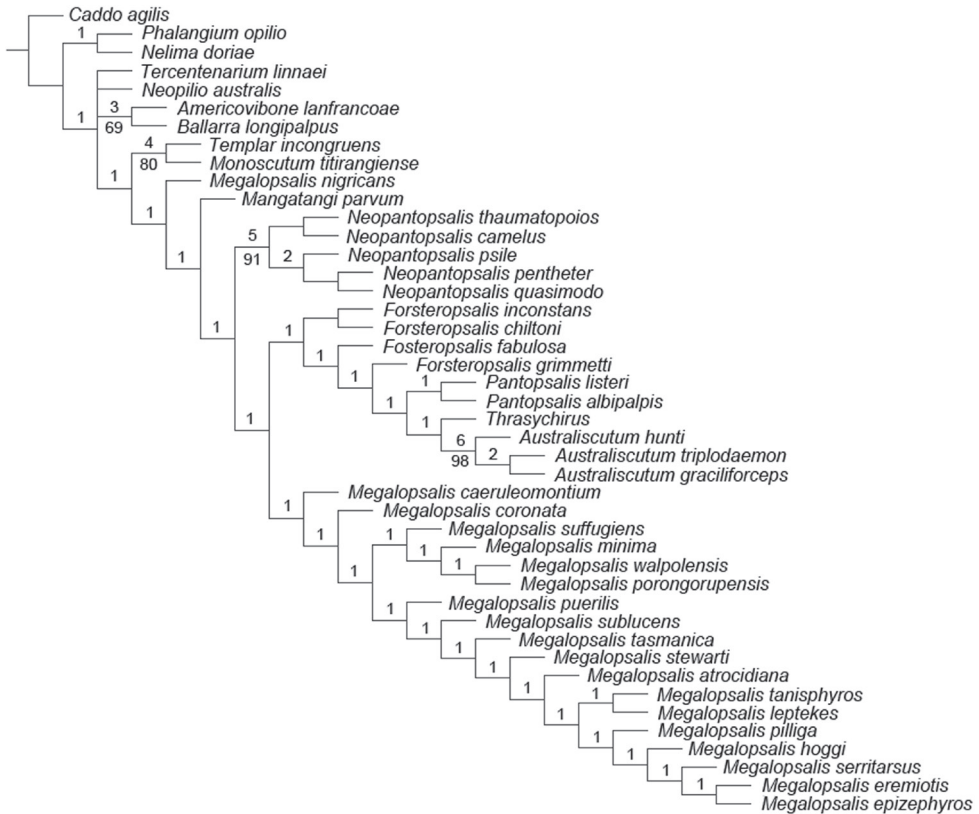 Caddo agilis
1 Phalangium opilio
Nelima doriae
Tercentenarium linnaei
Neopilio australis
3 Americovibone lanfrancoae
1
69 Ballarra longipalpus
4 Templar incongruens
80 Monoscutum titirangiense
1 Megalopsalis nigricans
Mangatangi parvum
1 Neopantopsalis thaumatopoios
5 Neopantopsalis camelus
2 Neopantopsalis psile
1 91
Neopantopsalis pentheter
Neopantopsalis quasimodo
Forsteropsalis inconstans
1 1 Forsteropsalis chiltoni
1 Fosteropsalis fabulosa
Forsteropsalis grimmetti
1 1 Pantopsalis listeri
1 Pantopsalis albipalpis
1 1 Thrasychirus
6 Australiscutum hunti
2 Australiscutum triplodaemon
98
Australiscutum graciliforceps
Megalopsalis caeruleomontium
1 Megalopsalis coronata
1 1 Megalopsalis suffugiens
1 Megalopsalis minima
1 1 Megalopsalis walpolensis
Megalopsalis porongorupensis
1 Megalopsalis puerilis
1 Megalopsalis sublucens
1 Megalopsalis tasmanica
1 Megalopsalis stewarti
1 Megalopsalis atrocidiana
1 Megalopsalis tanisphyros
1 Megalopsalis leptekes
1 Megalopsalis pilliga
1 Megalopsalis hoggi
1 Megalopsalis serritarsus
1 Megalopsalis eremiotis
Megalopsalis epizephyros